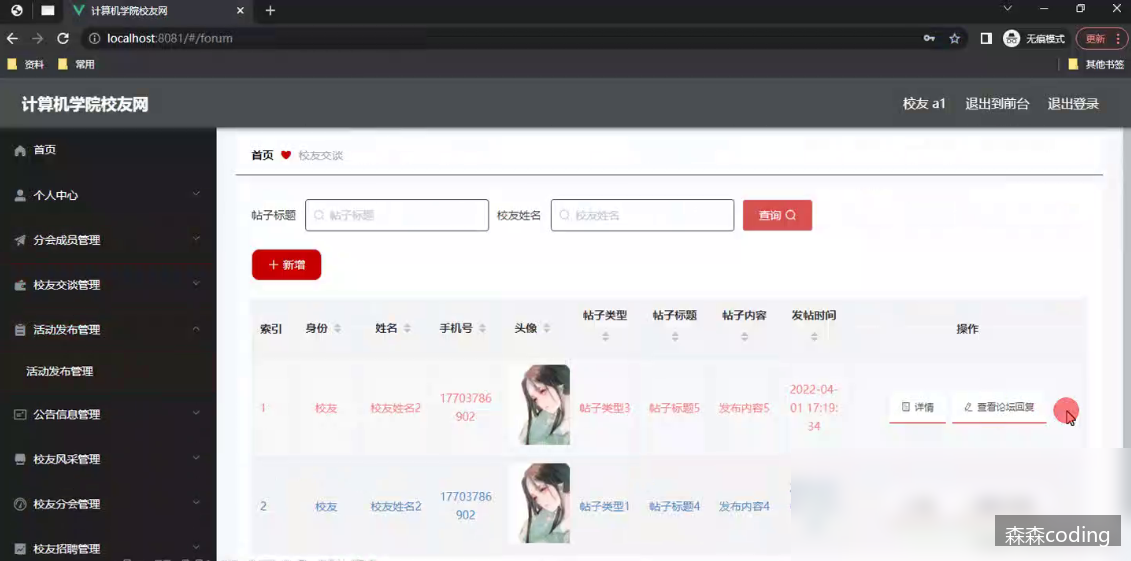 计算机学院校友网
localhost:8081/#/forum
无痕模式
更新
资料
常用
其他书签
计算机学院校友网
校友 a1
退出到前台
退出登录
首页
个人中心
分会成员管理
校友交谈管理
活动发布管理
活动发布管理
公告信息管理
校友风采管理
校友分会管理
校友招聘管理
首页 校友交谈
帖子标题 帖子标题 校友姓名 校友姓名 查询
+ 新增
索引 身份 姓名 手机号 头像 帖子类型 帖子标题 帖子内容 发帖时间 操作
1 校友 校友姓名2 17703786902 帖子类型3 帖子标题5 发布内容5 2022-04-01 17:19:34 详情 查看论坛回复
2 校友 校友姓名2 17703786902 帖子类型1 帖子标题4 发布内容4
森森coding